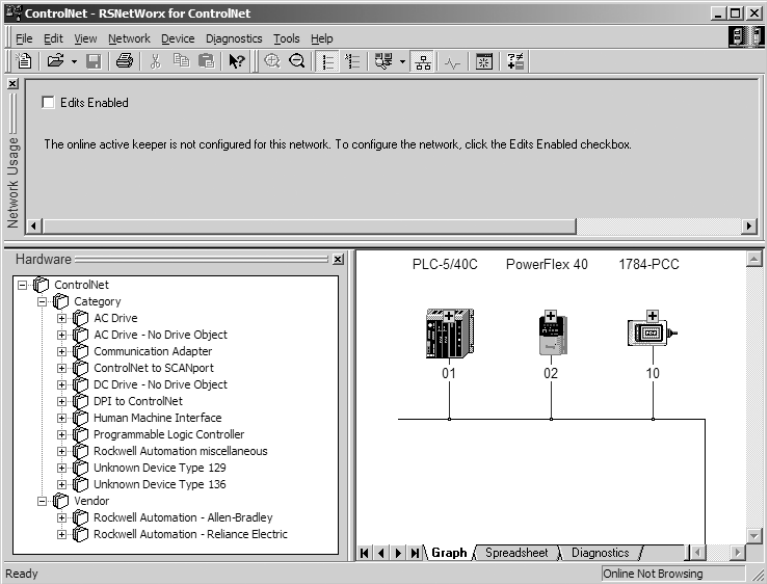 ControlNet - RSNetWorx for ControlNet
File Edit View Network Device Diagnostics Tools Help
Network Usage
Edits Enabled
The online active keeper is not configured for this network. To configure the network, click the Edits Enabled checkbox.
Hardware
ControlNet
Category
AC Drive
AC Drive - No Drive Object
Communication Adapter
ControlNet to SCANport
DC Drive - No Drive Object
DPI to ControlNet
Human Machine Interface
Programmable Logic Controller
Rockwell Automation miscellaneous
Unknown Device Type 129
Unknown Device Type 136
Vendor
Rockwell Automation - Allen-Bradley
Rockwell Automation - Reliance Electric
PLC-5/40C PowerFlex 40 1784-PCC
01 02 10
Graph Spreadsheet Diagnostics
Ready Online Not Browsing